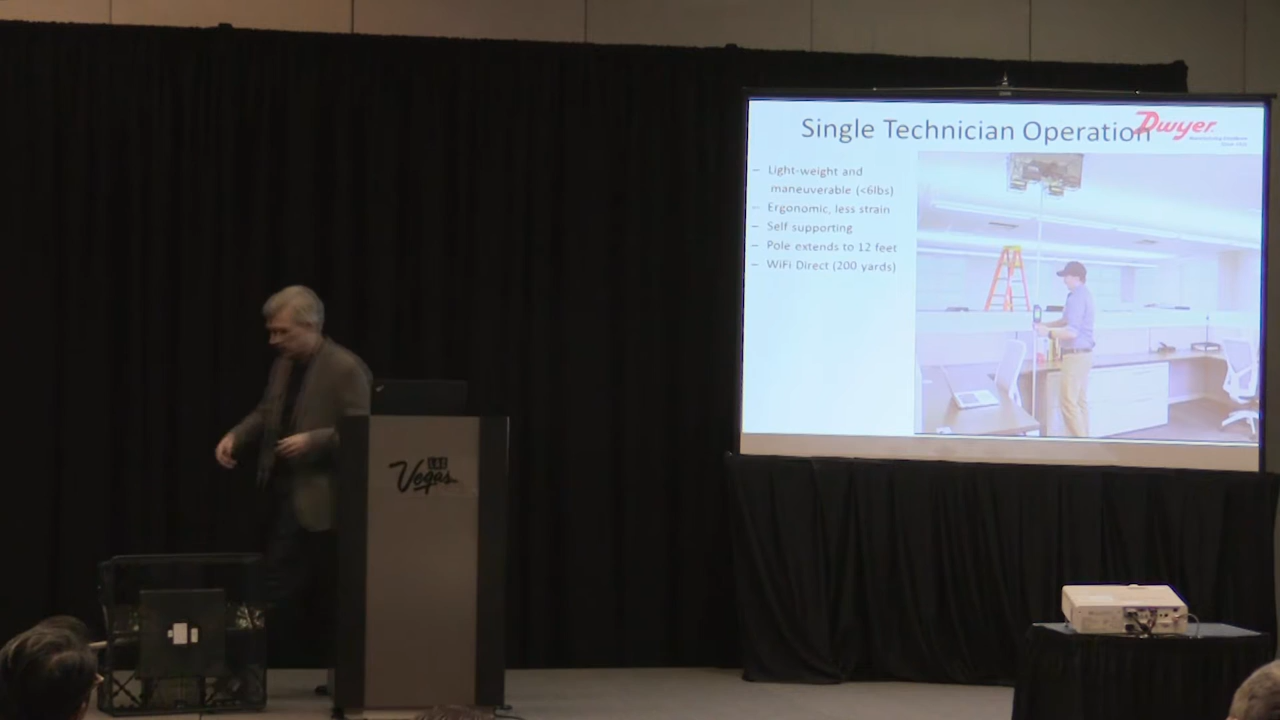 Single Technician Operation
Dwyer
– Light-weight and
maneuverable (<6lbs)
– Ergonomic, less strain
– Self supporting
– Pole extends to 12 feet
– WiFi Direct (200 yards)
LAS
Vegas